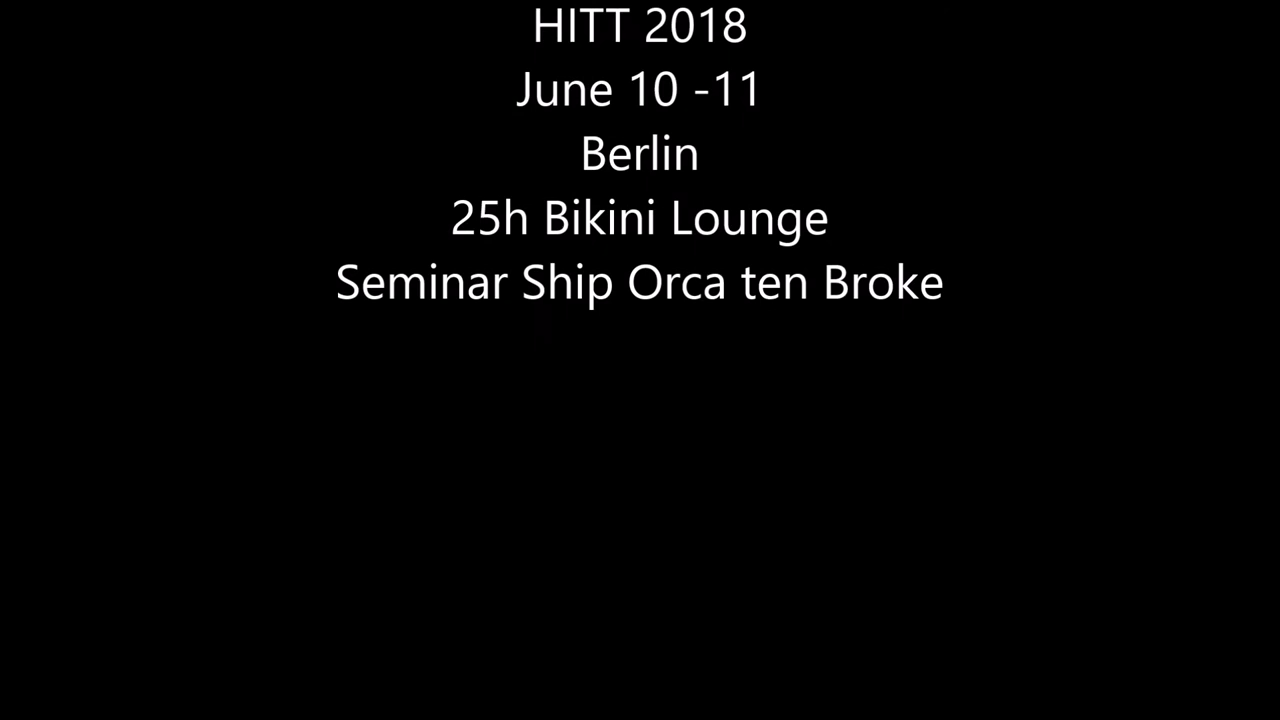 HITT 2018
June 10 -11
Berlin
25h Bikini Lounge
Seminar Ship Orca ten Broke